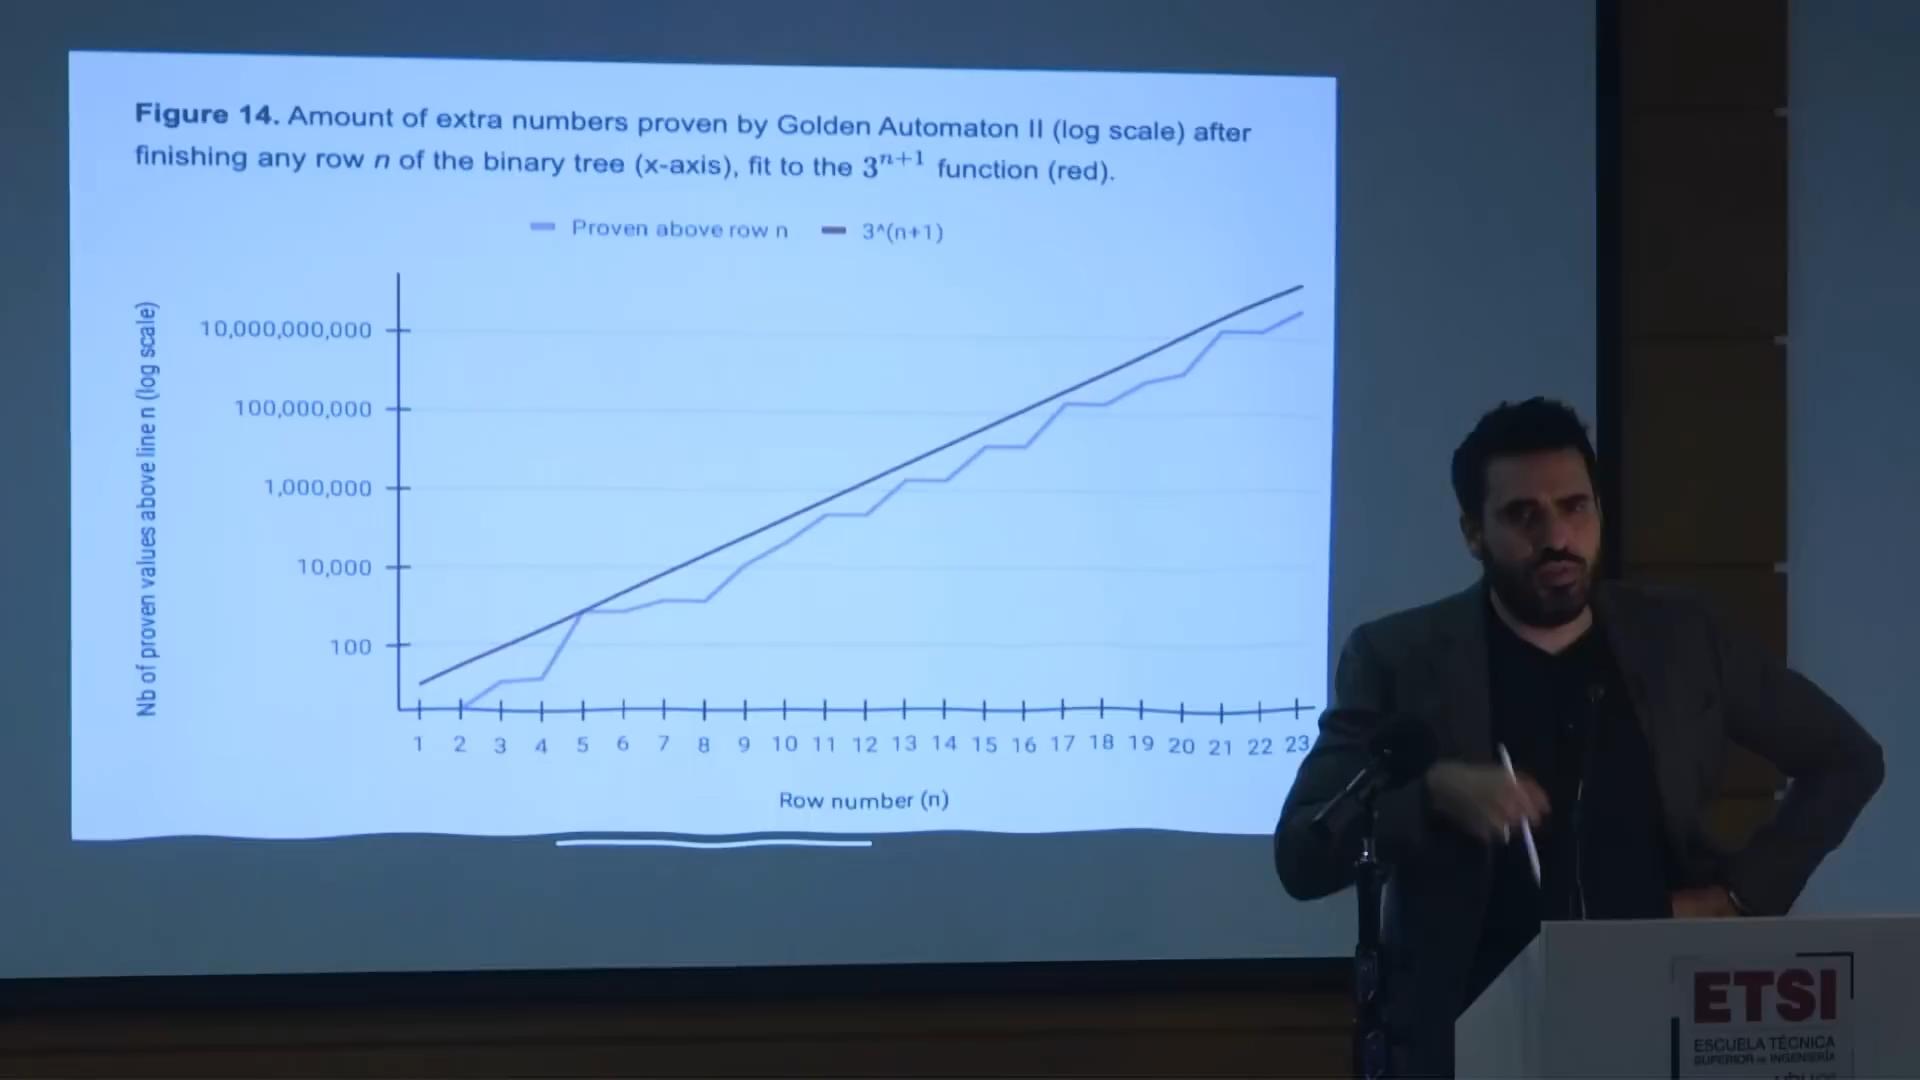 Figure 14. Amount of extra numbers proven by Golden Automaton II (log scale) after
finishing any row n of the binary tree (x-axis), fit to the 3^{n+1} function (red).
Proven above row n
3^(n+1)
Nb of proven values above line n (log scale)
10,000,000,000
100,000,000
1,000,000
10,000
100
1 2 3 4 5 6 7 8 9 10 11 12 13 14 15 16 17 18 19 20 21 22 23
Row number (n)
ETSI
ESCUELA TÉCNICA
SUPERIOR DE INGENIERÍA